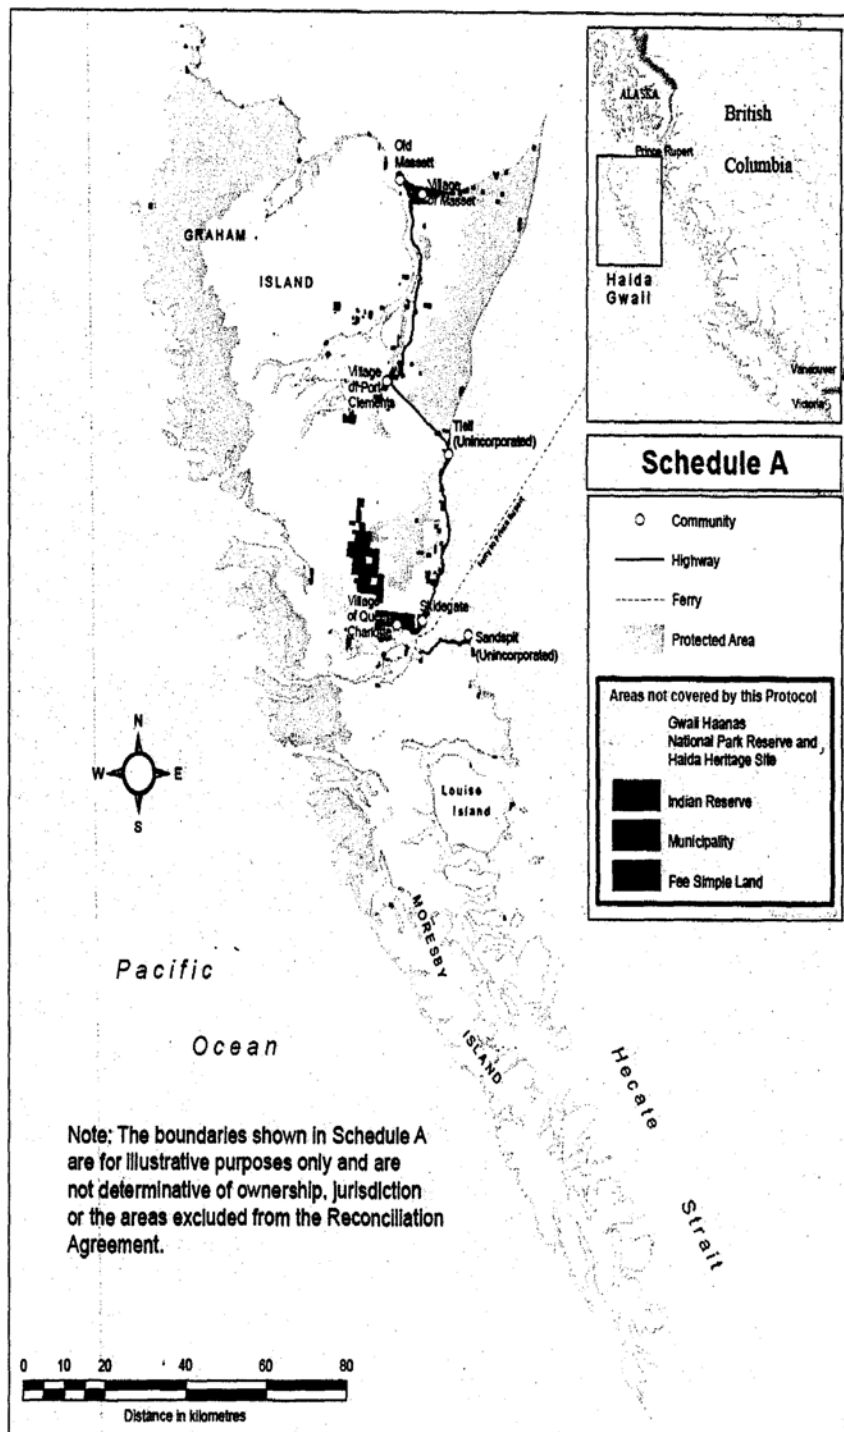 Old
Massett
Village
of Masset
GRAHAM
ISLAND
Village
of Port
Clements
Tlell
(Unincorporated)
Ferry to Prince Rupert
Village
of Queen
Charlotte
Skidegate
Sandspit
(Unincorporated)
Louise
Island
MORESBY
ISLAND
Pacific
Ocean
Hecate
Strait
N
W
E
S
Note: The boundaries shown in Schedule A
are for illustrative purposes only and are
not determinative of ownership, jurisdiction
or the areas excluded from the Reconciliation
Agreement.
0 10 20 40 60 80
Distance in kilometres
ALASKA
British
Columbia
Prince Rupert
Haida
Gwaii
Vancouver
Victoria
Schedule A
Community
Highway
Ferry
Protected Area
Areas not covered by this Protocol
Gwaii Haanas
National Park Reserve and
Haida Heritage Site
Indian Reserve
Municipality
Fee Simple Land